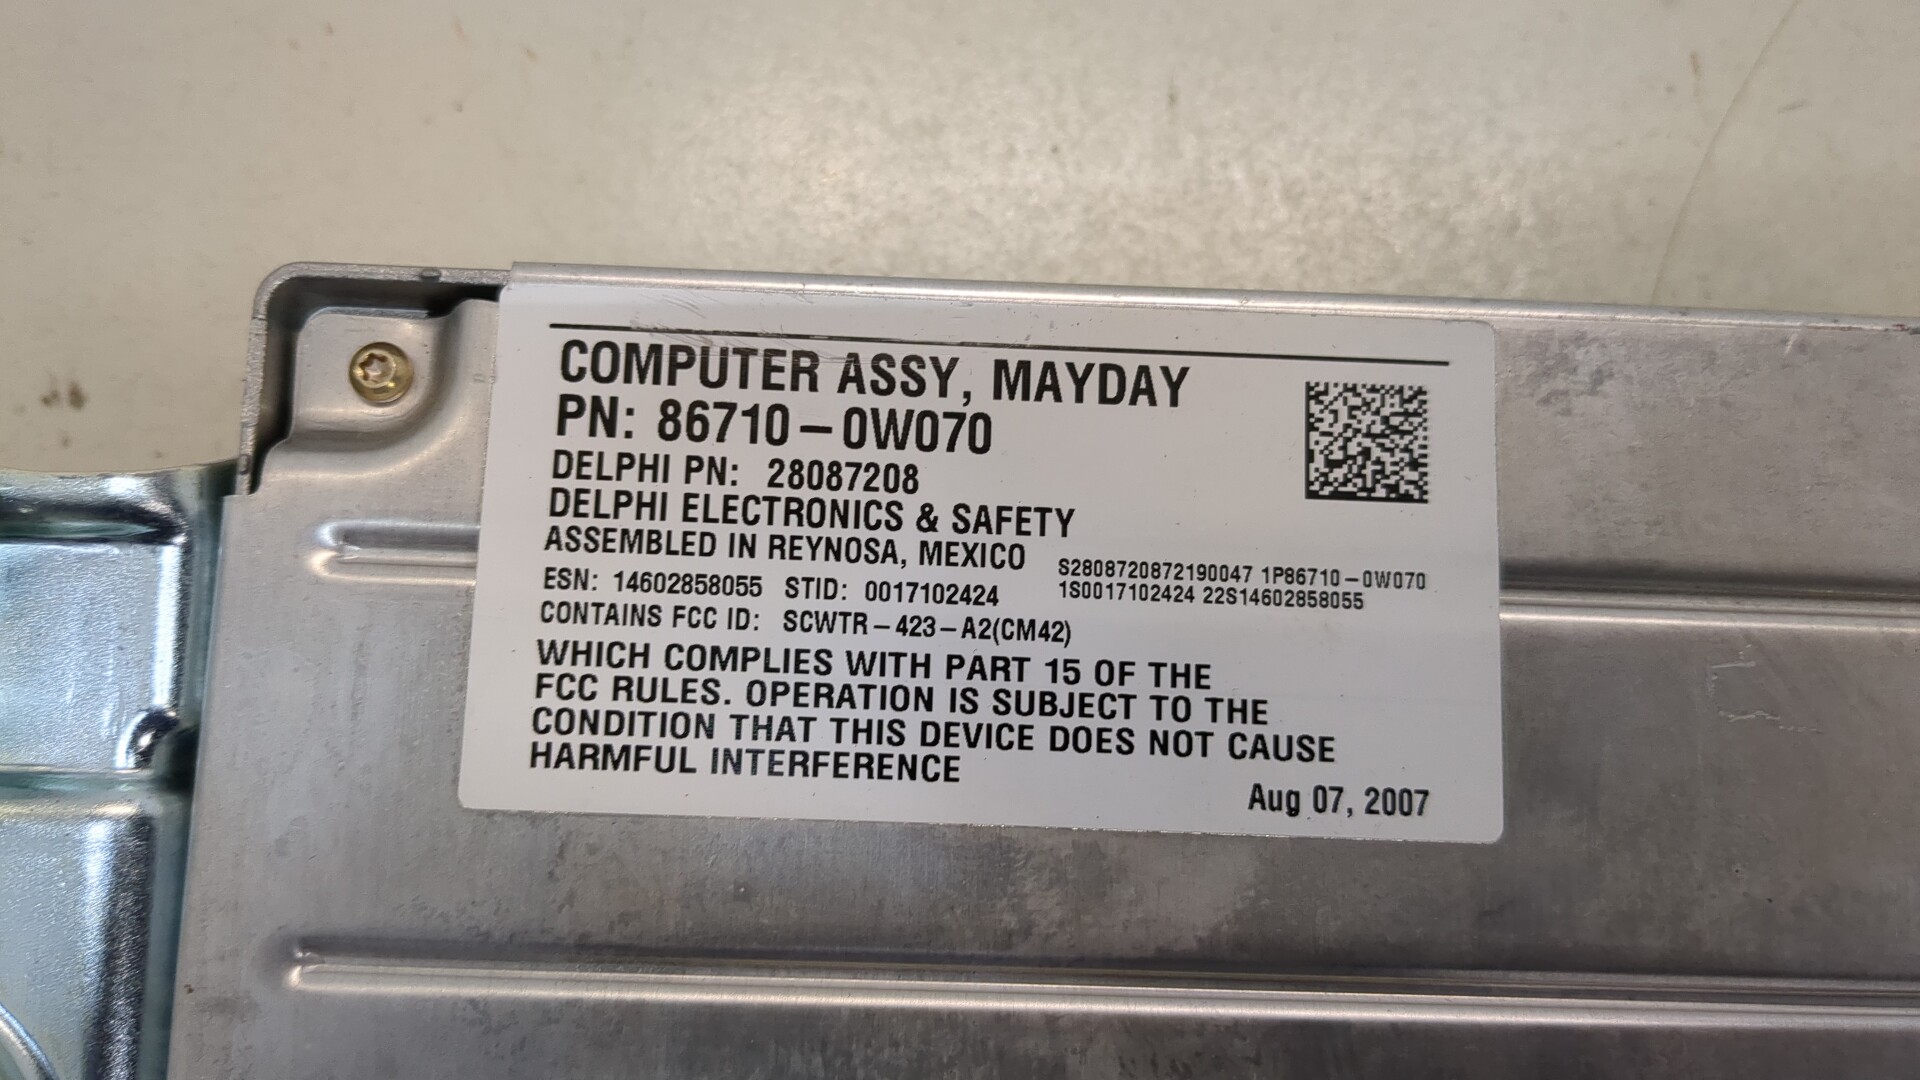 COMPUTER ASSY, MAYDAY
PN: 86710-0W070
DELPHI PN: 28087208
DELPHI ELECTRONICS & SAFETY
ASSEMBLED IN REYNOSA, MEXICO
S2808720872190047 1P86710-0W070
ESN: 14602858055 STID: 0017102424
1S0017102424 22S14602858055
CONTAINS FCC ID: SCWTR-423-A2(CM42)
WHICH COMPLIES WITH PART 15 OF THE
FCC RULES. OPERATION IS SUBJECT TO THE
CONDITION THAT THIS DEVICE DOES NOT CAUSE
HARMFUL INTERFERENCE
Aug 07, 2007